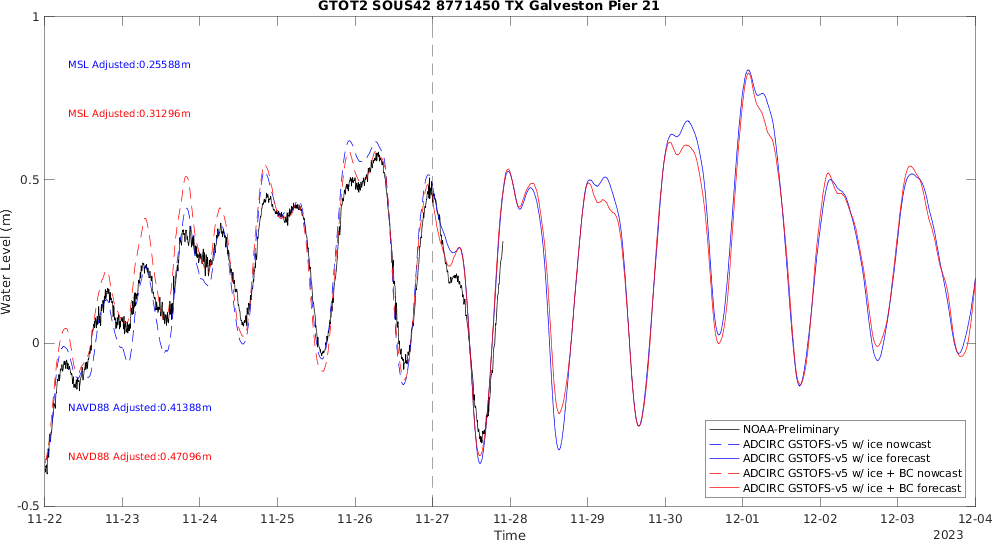 GTOT2 SOUS42 8771450 TX Galveston Pier 21
Water Level (m)
1
0.5
0
-0.5
MSL Adjusted:0.25588m
MSL Adjusted:0.31296m
NAVD88 Adjusted:0.41388m
NAVD88 Adjusted:0.47096m
NOAA-Preliminary
ADCIRC GSTOFS-v5 w/ ice nowcast
ADCIRC GSTOFS-v5 w/ ice forecast
ADCIRC GSTOFS-v5 w/ ice + BC nowcast
ADCIRC GSTOFS-v5 w/ ice + BC forecast
11-22 11-23 11-24 11-25 11-26 11-27 11-28 11-29 11-30 12-01 12-02 12-03 12-04
Time
2023